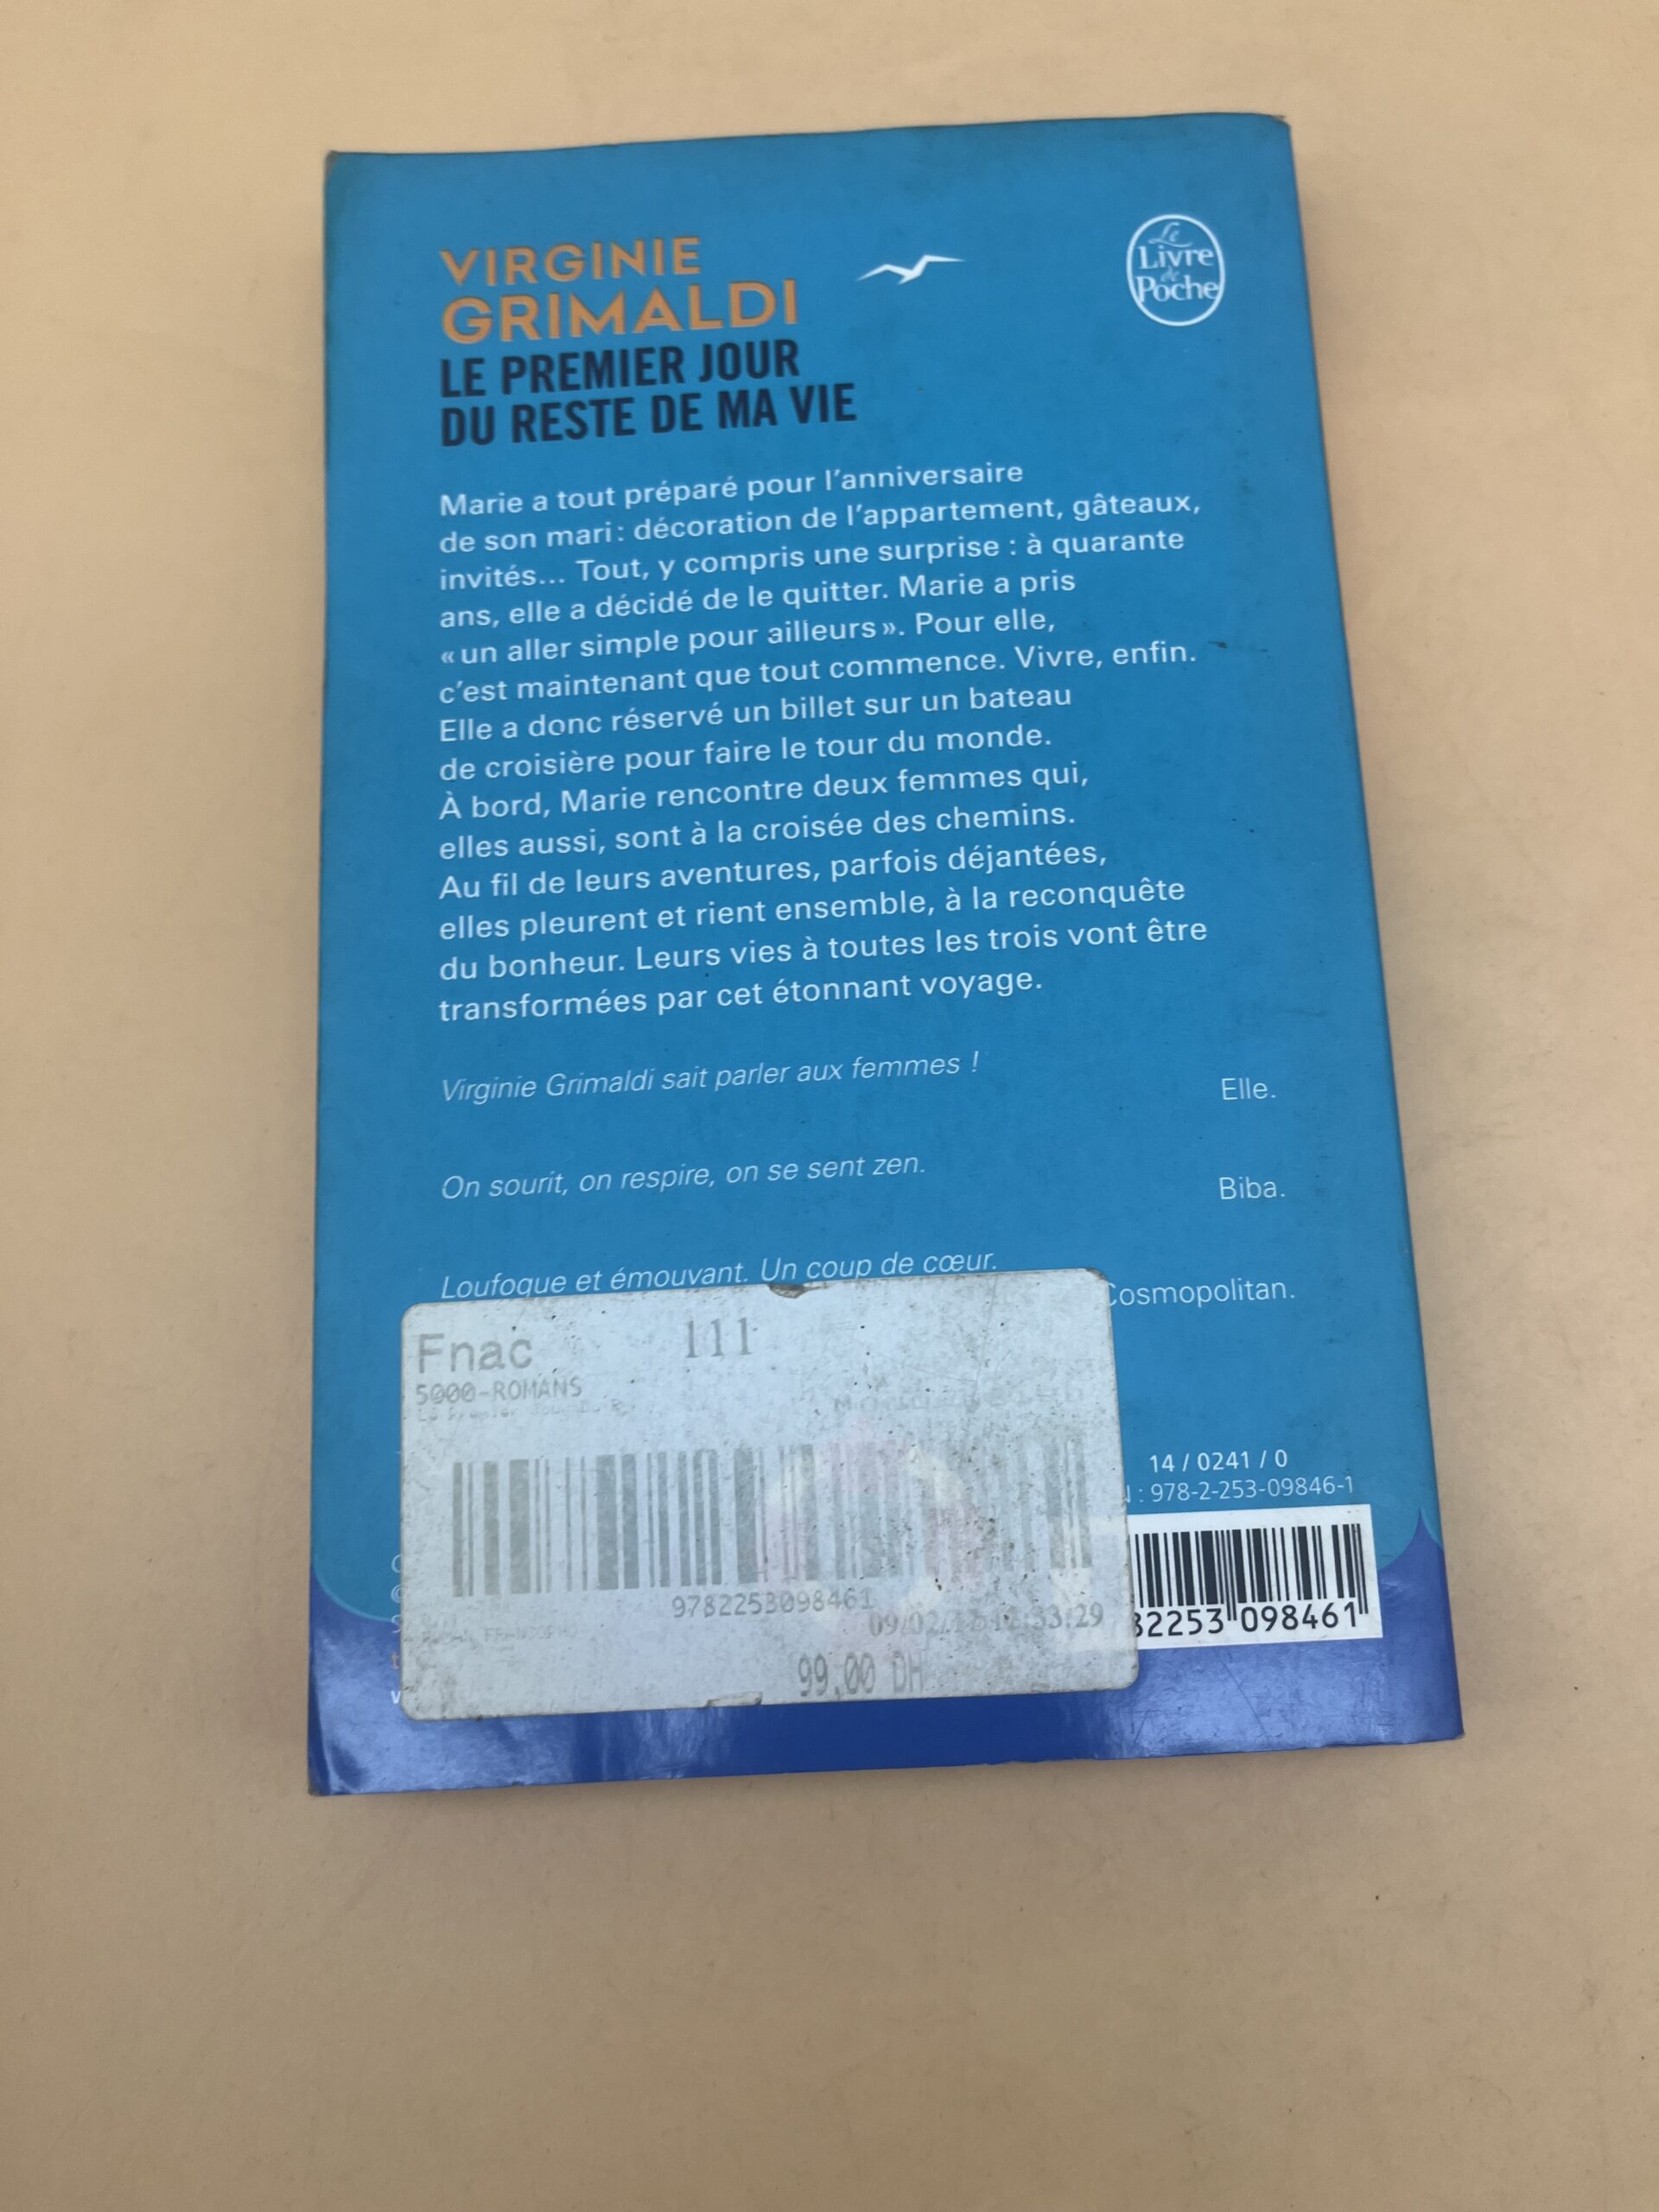 VIRGINIE
GRIMALDI
LE PREMIER JOUR
DU RESTE DE MA VIE
Le
Livre
de
Poche
Marie a tout préparé pour l'anniversaire
de son mari : décoration de l'appartement, gâteaux,
invités... Tout, y compris une surprise : à quarante
ans, elle a décidé de le quitter. Marie a pris
« un aller simple pour ailleurs ». Pour elle,
c'est maintenant que tout commence. Vivre, enfin.
Elle a donc réservé un billet sur un bateau
de croisière pour faire le tour du monde.
À bord, Marie rencontre deux femmes qui,
elles aussi, sont à la croisée des chemins.
Au fil de leurs aventures, parfois déjantées,
elles pleurent et rient ensemble, à la reconquête
du bonheur. Leurs vies à toutes les trois vont être
transformées par cet étonnant voyage.
Virginie Grimaldi sait parler aux femmes !
Elle.
On sourit, on respire, on se sent zen.
Biba.
Loufoque et émouvant. Un coup de cœur.
Cosmopolitan.
Fnac 111
5000-ROMANS
9782253098461
99,00 DH
14 / 0241 / 0
: 978-2-253-09846-1
82253 098461